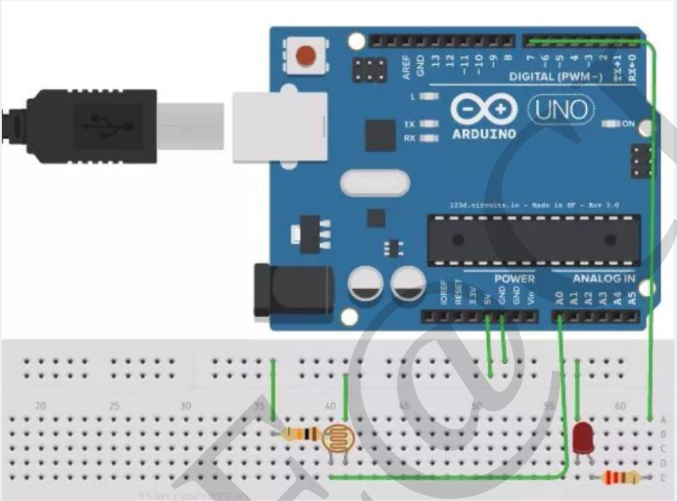 AREF
GND
13
12
~11
~10
~9
8
7
~6
~5
4
~3
2
TX→1
RX←0
DIGITAL (PWM~)
L
TX
RX
ARDUINO
UNO
ON
123d.circuits.io - Made in SF - Rev 3.0
POWER
ANALOG IN
IOREF
RESET
3.3V
5V
GND
GND
Vin
A0
A1
A2
A3
A4
A5
20
25
30
35
40
45
50
55
60
A
B
C
D
E